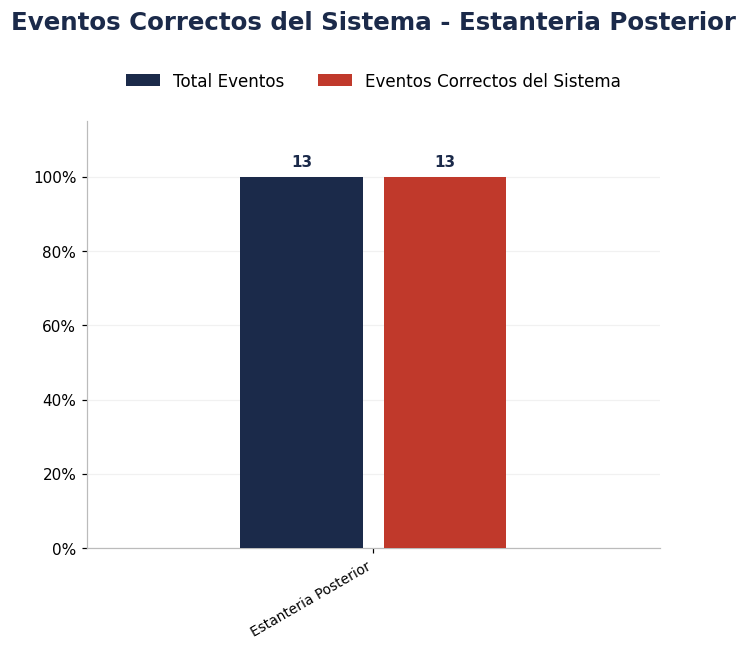 Eventos Correctos del Sistema - Estanteria Posterior
Total Eventos
Eventos Correctos del Sistema
13
13
100%
80%
60%
40%
20%
0%
Estanteria Posterior